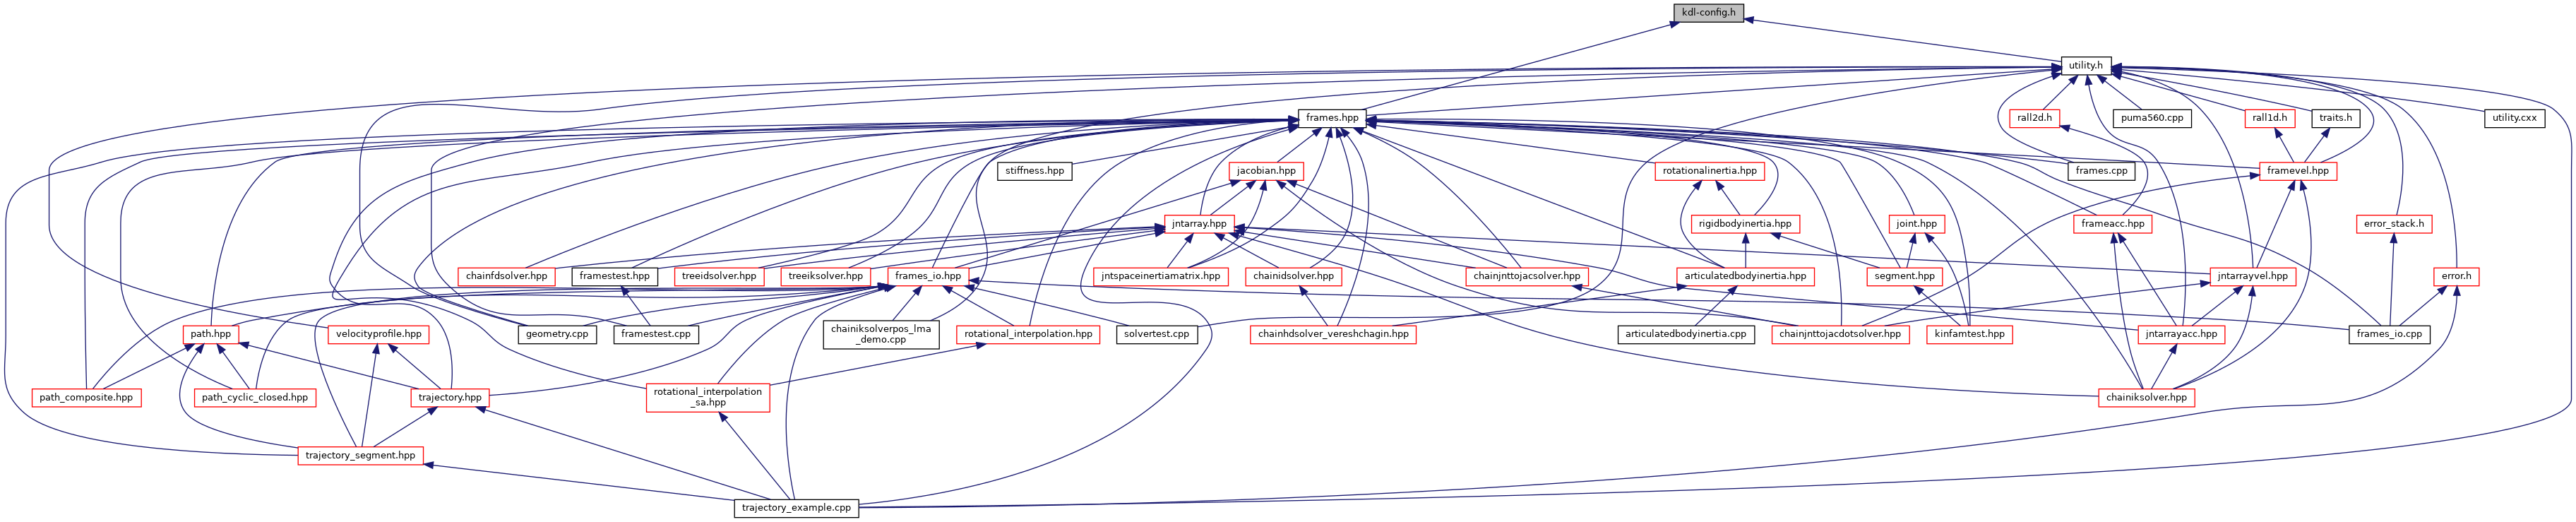 kdl-config.h
utility.h
frames.hpp
rall2d.h
puma560.cpp
rall1d.h
traits.h
utility.cxx
stiffness.hpp
jacobian.hpp
rotationalinertia.hpp
frames.cpp
framevel.hpp
jntarray.hpp
rigidbodyinertia.hpp
joint.hpp
frameacc.hpp
error_stack.h
chainfdsolver.hpp
framestest.hpp
treeidsolver.hpp
treeiksolver.hpp
frames_io.hpp
jntspaceinertiamatrix.hpp
chainidsolver.hpp
chainjnttojacsolver.hpp
articulatedbodyinertia.hpp
segment.hpp
jntarrayvel.hpp
error.h
path.hpp
velocityprofile.hpp
geometry.cpp
framestest.cpp
chainiksolverpos_lma
_demo.cpp
rotational_interpolation.hpp
solvertest.cpp
chainhdsolver_vereshchagin.hpp
articulatedbodyinertia.cpp
chainjnttojacdotsolver.hpp
kinfamtest.hpp
jntarrayacc.hpp
frames_io.cpp
path_composite.hpp
path_cyclic_closed.hpp
trajectory.hpp
rotational_interpolation
_sa.hpp
chainiksolver.hpp
trajectory_segment.hpp
trajectory_example.cpp